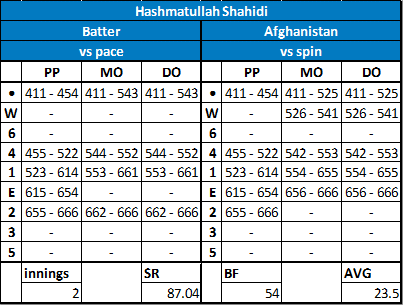 Hashmatullah Shahidi
Batter Afghanistan
vs pace vs spin
PP MO DO PP MO DO
• 411 - 454 411 - 543 411 - 543 • 411 - 454 411 - 525 411 - 525
W - - - W - 526 - 541 526 - 541
6 - - - 6 - - -
4 455 - 522 544 - 552 544 - 552 4 455 - 522 542 - 553 542 - 553
1 523 - 614 553 - 661 553 - 661 1 523 - 614 554 - 655 554 - 655
E 615 - 654 - - E 615 - 654 656 - 666 656 - 666
2 655 - 666 662 - 666 662 - 666 2 655 - 666 - -
3 - - - 3 - - -
5 - - - 5 - - -
innings SR BF AVG
2 87.04 54 23.5